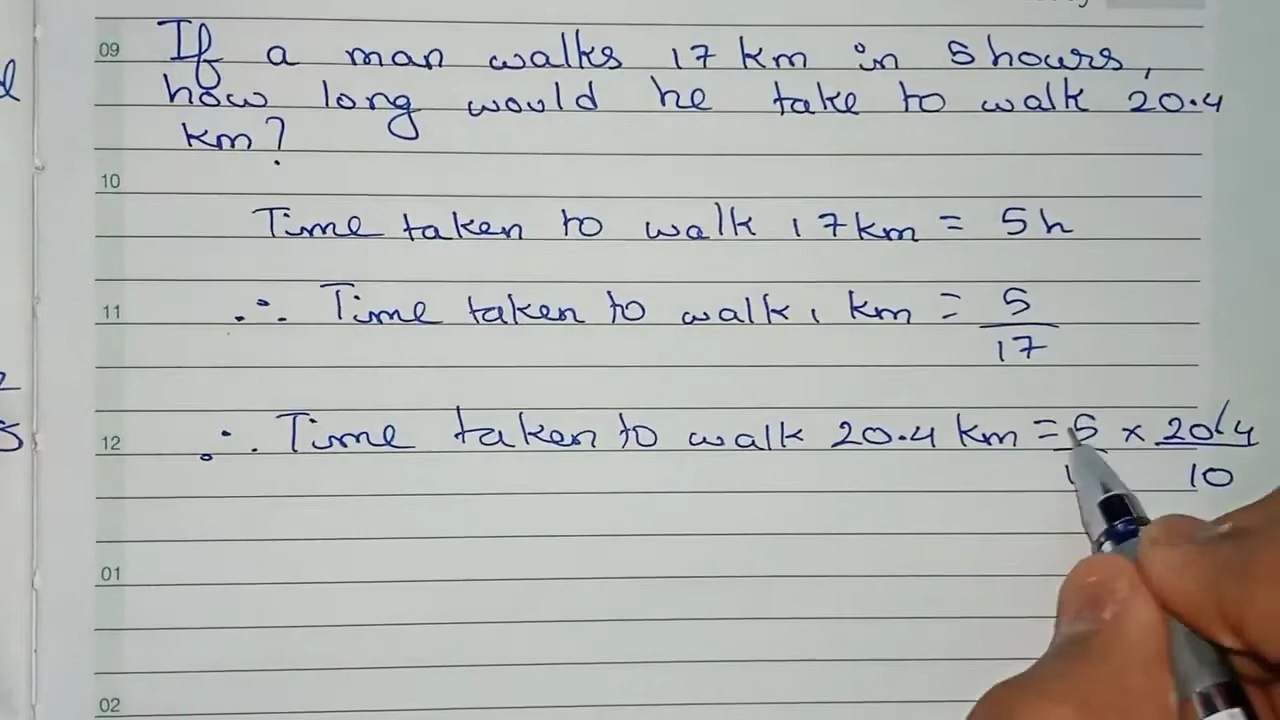 09 If a man walks 17 km in 5 hours,
how long would he take to walk 20.4
km?
10
Time taken to walk 17 km = 5h
11 ∴ Time taken to walk 1 km = 5/17
12 ∴ Time taken to walk 20.4 km = 5 × 204
10
01
02